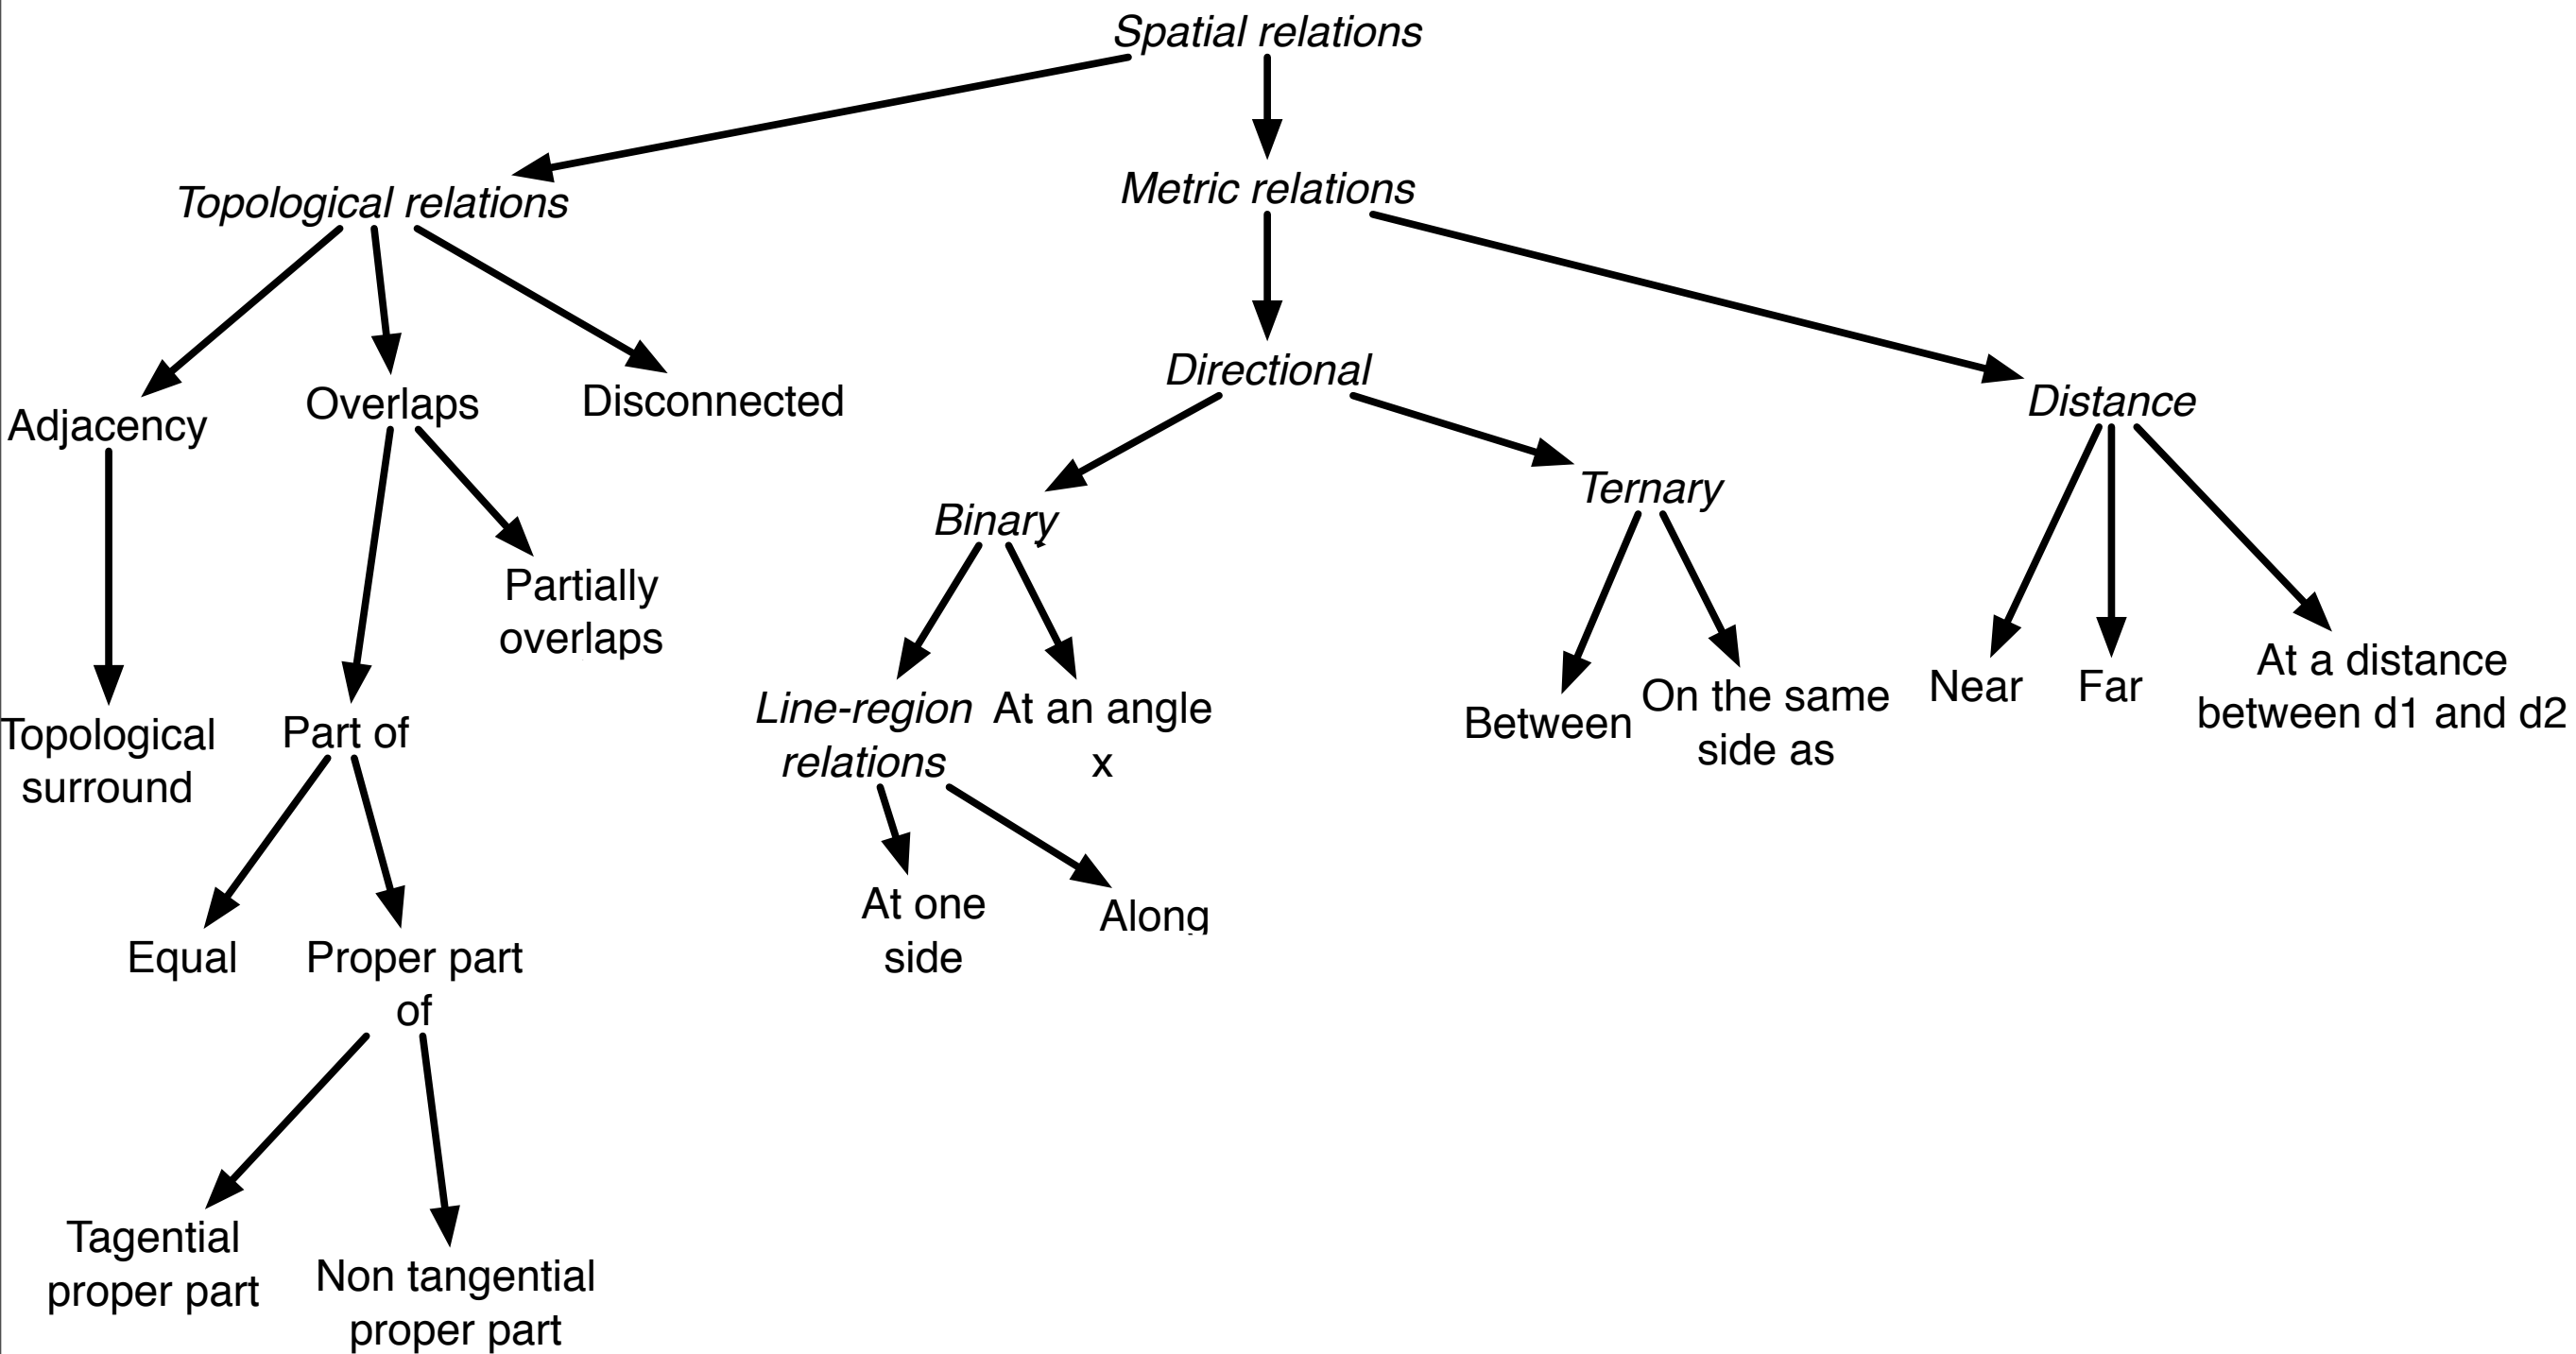 Spatial relations
Topological relations
Metric relations
Directional
Distance
Adjacency
Overlaps
Disconnected
Binary
Ternary
Partially
overlaps
Topological
surround
Part of
Line-region
relations
At an angle
x
Between
On the same
side as
Near
Far
At a distance
between d1 and d2
At one
side
Along
Equal
Proper part
of
Tagential
proper part
Non tangential
proper part